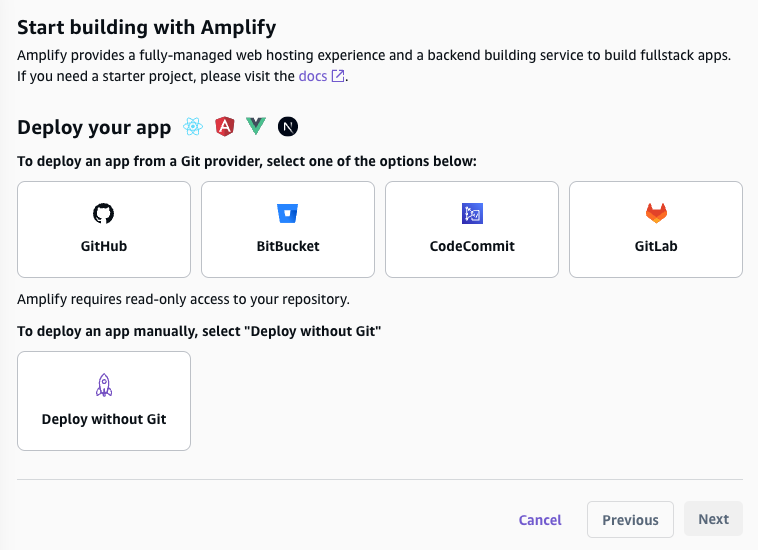 Start building with Amplify
Amplify provides a fully-managed web hosting experience and a backend building service to build fullstack apps.
If you need a starter project, please visit the docs.
Deploy your app
To deploy an app from a Git provider, select one of the options below:
GitHub
BitBucket
CodeCommit
GitLab
Amplify requires read-only access to your repository.
To deploy an app manually, select "Deploy without Git"
Deploy without Git
Cancel
Previous
Next